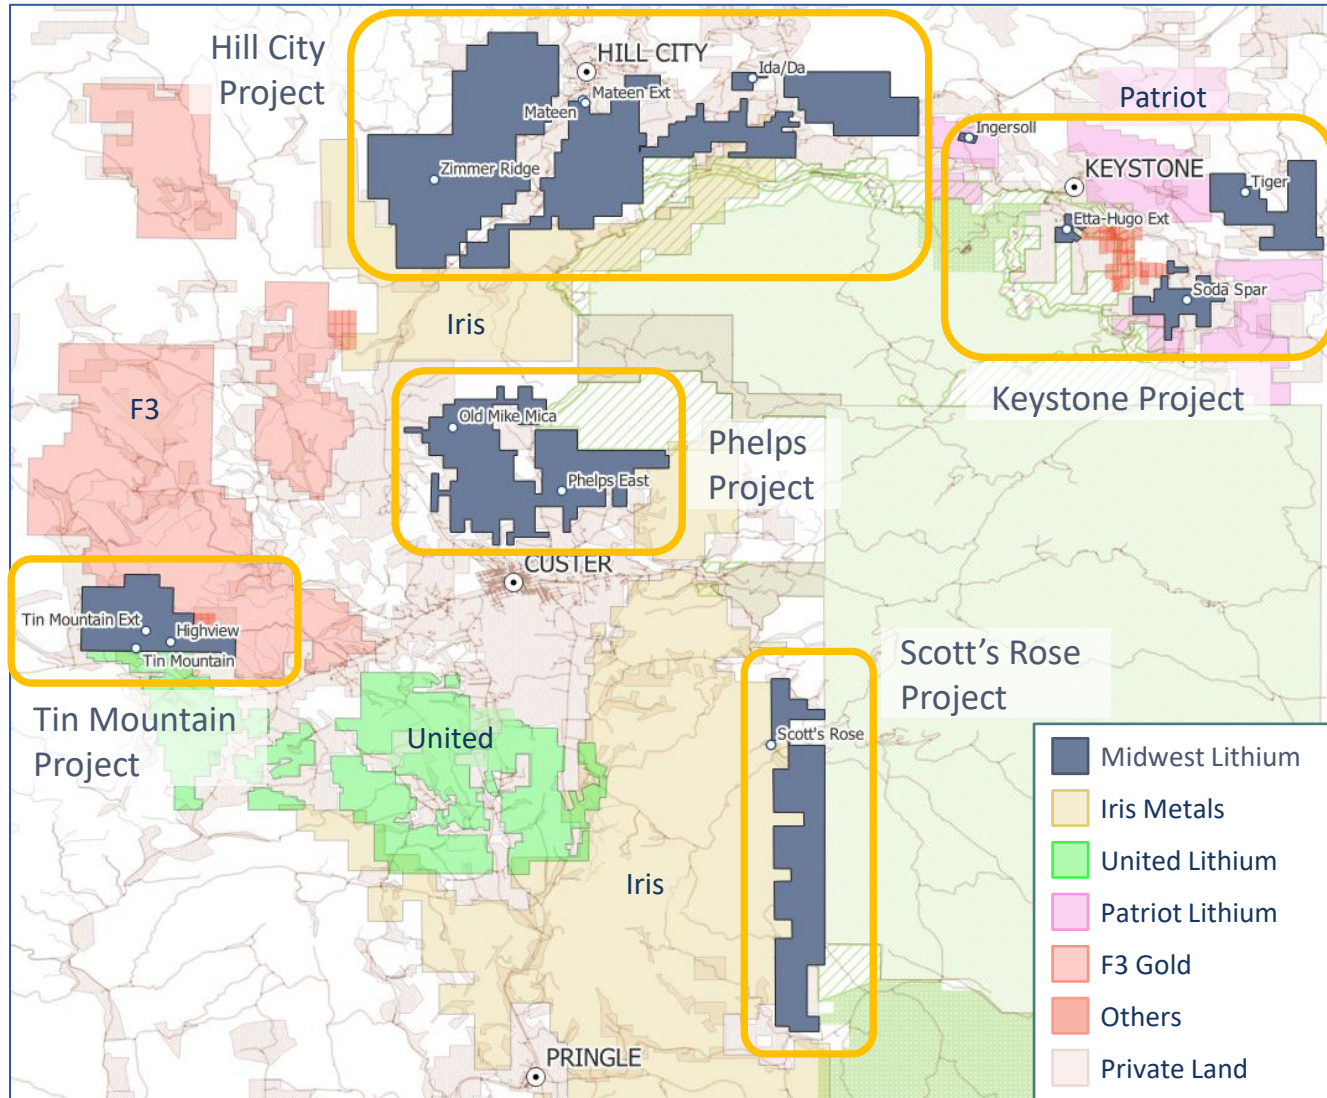 Hill City
Project
HILL CITY
Ida/Da
Mateen Ext
Mateen
Zimmer Ridge
Patriot
Ingersoll
KEYSTONE
Tiger
Etta-Hugo Ext
Soda Spar
Keystone Project
Iris
F3
Old Mike Mica
Phelps East
Phelps
Project
CUSTER
Tin Mountain Ext
Highview
Tin Mountain
Tin Mountain
Project
United
Scott's Rose
Scott’s Rose
Project
Iris
PRINGLE
Midwest Lithium
Iris Metals
United Lithium
Patriot Lithium
F3 Gold
Others
Private Land